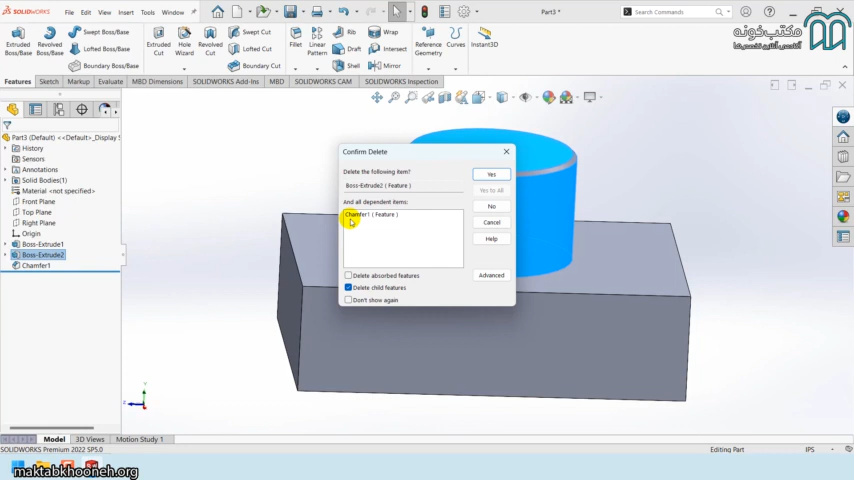 SOLIDWORKS
File
Edit
View
Insert
Tools
Window
Part3 *
Search Commands
مکتب‌خونه
Extruded Boss/Base
Revolved Boss/Base
Swept Boss/Base
Lofted Boss/Base
Boundary Boss/Base
Extruded Cut
Hole Wizard
Revolved Cut
Swept Cut
Lofted Cut
Boundary Cut
Fillet
Linear Pattern
Rib
Draft
Shell
Wrap
Intersect
Mirror
Reference Geometry
Curves
Instant3D
Features
Sketch
Markup
Evaluate
MBD Dimensions
SOLIDWORKS Add-Ins
MBD
SOLIDWORKS CAM
SOLIDWORKS Inspection
Part3 (Default) <<Default>_Display S
History
Sensors
Annotations
Solid Bodies(1)
Material <not specified>
Front Plane
Top Plane
Right Plane
Origin
Boss-Extrude1
Boss-Extrude2
Chamfer1
Confirm Delete
Delete the following item?
Boss-Extrude2 ( Feature )
And all dependent items:
Chamfer1 ( Feature )
Delete absorbed features
Delete child features
Don't show again
Yes
Yes to All
No
Cancel
Help
Advanced
Model
3D Views
Motion Study 1
SOLIDWORKS Premium 2022 SP5.0
Editing Part
IPS
maktabkhooneh.org